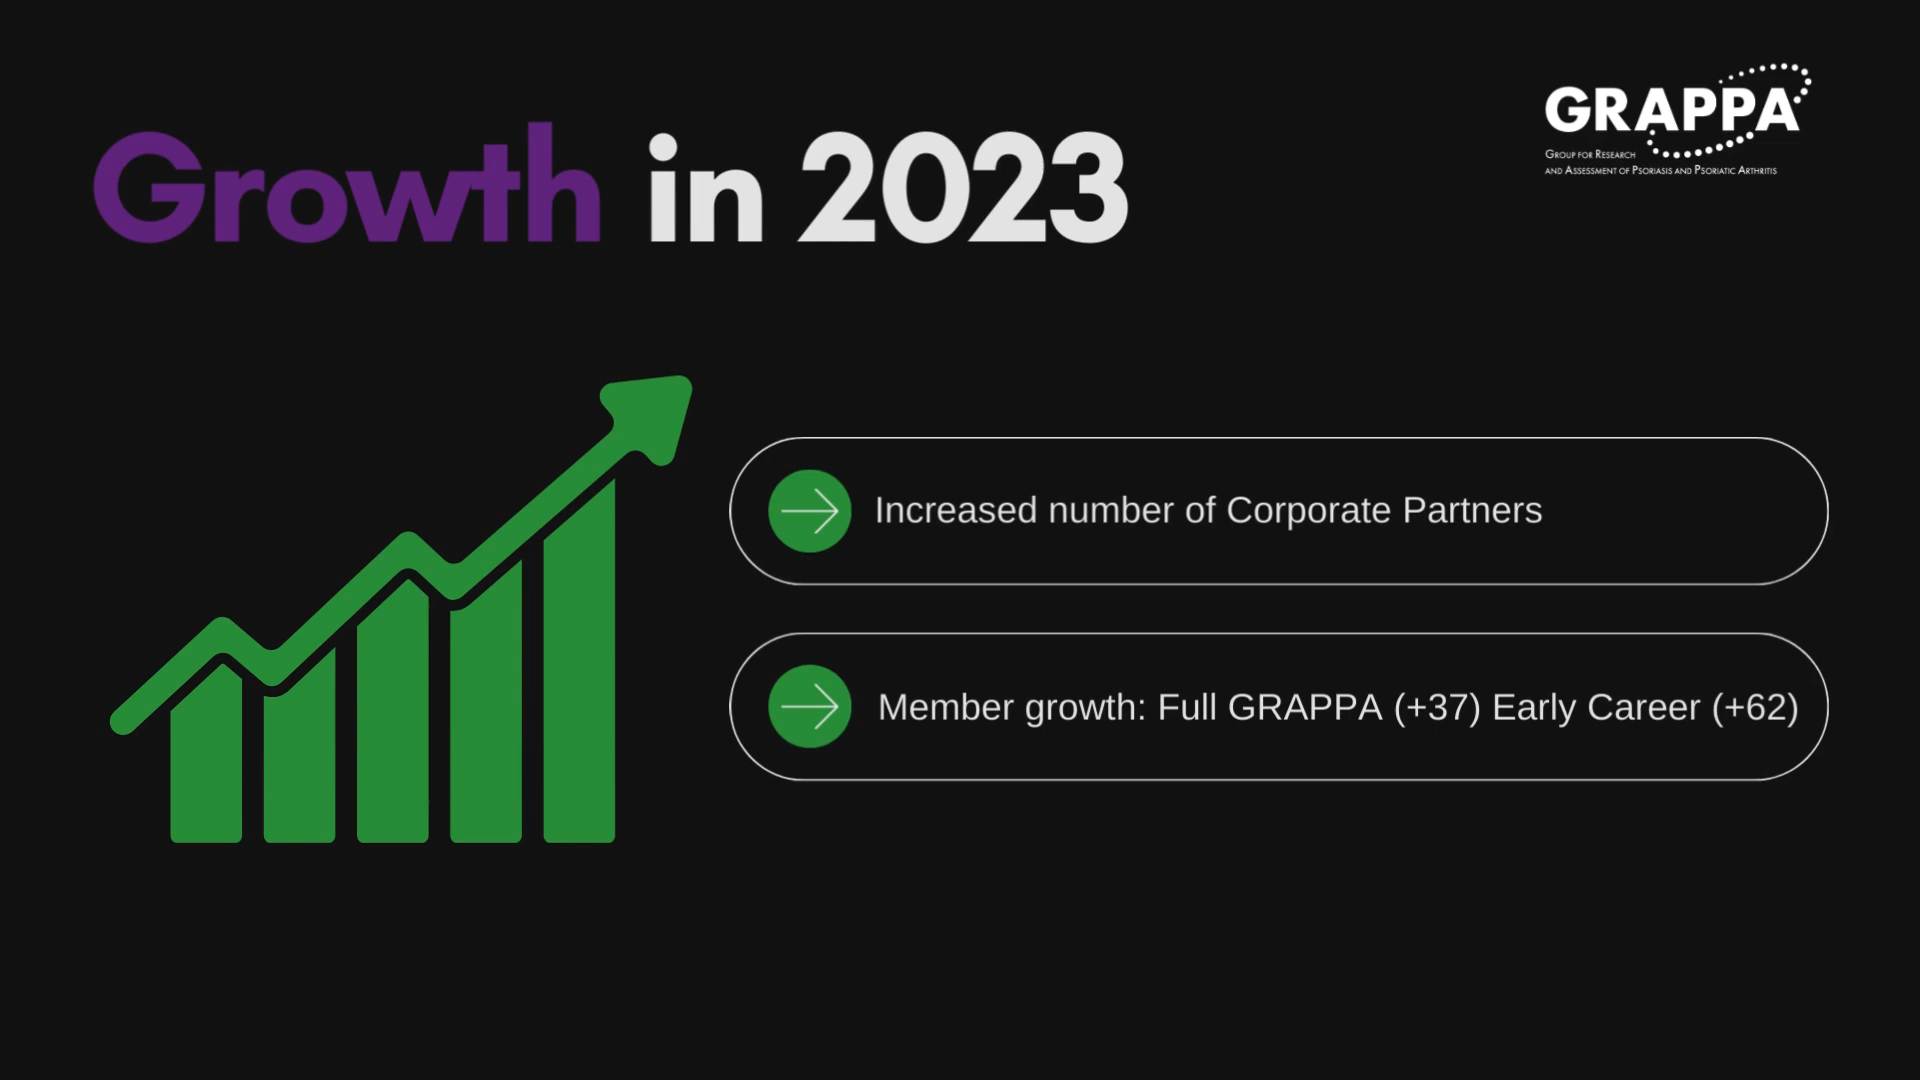 Growth in 2023
GRAPPA
GROUP FOR RESEARCH
AND ASSESSMENT OF PSORIASIS AND PSORIATIC ARTHRITIS
Increased number of Corporate Partners
Member growth: Full GRAPPA (+37) Early Career (+62)